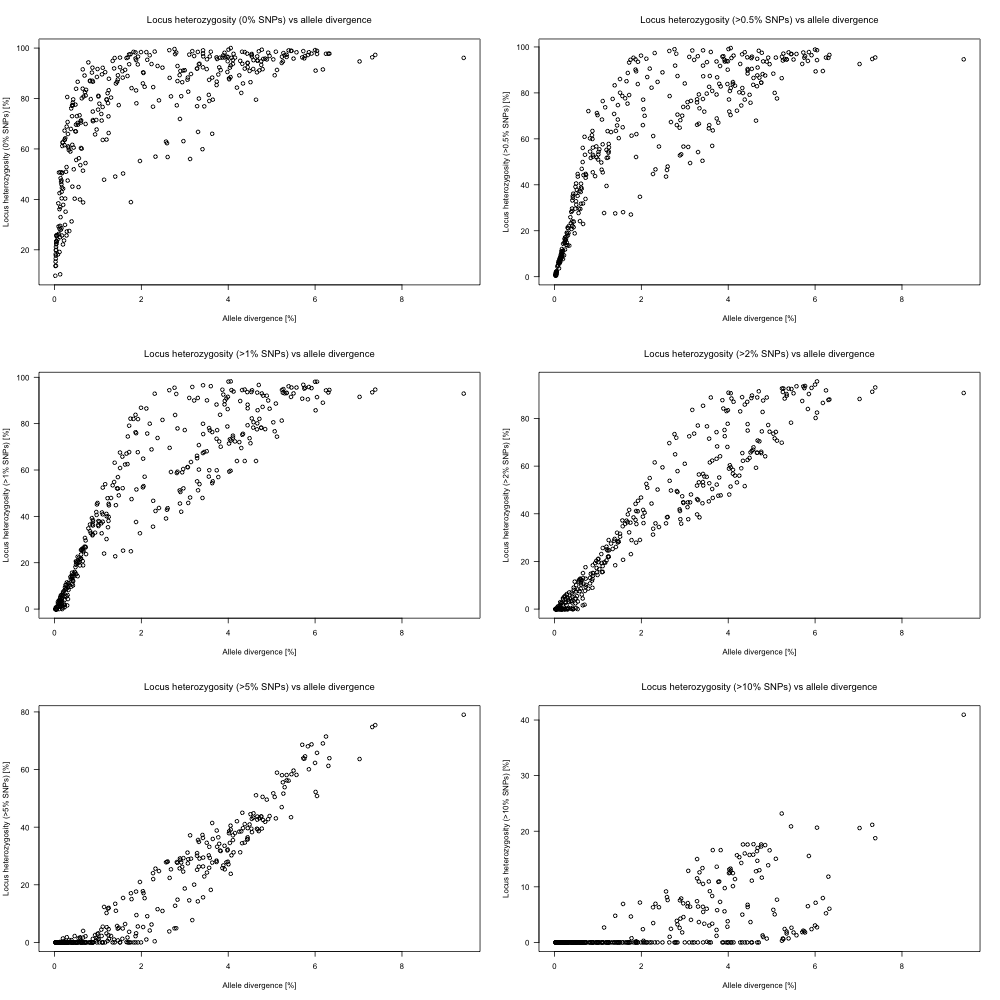 Locus heterozygosity (0% SNPs) vs allele divergence
Locus heterozygosity (0% SNPs) [%]
100
80
60
40
20
0 2 4 6 8
Allele divergence [%]
Locus heterozygosity (>0.5% SNPs) vs allele divergence
Locus heterozygosity (>0.5% SNPs) [%]
100
80
60
40
20
0
0 2 4 6 8
Allele divergence [%]
Locus heterozygosity (>1% SNPs) vs allele divergence
Locus heterozygosity (>1% SNPs) [%]
100
80
60
40
20
0
0 2 4 6 8
Allele divergence [%]
Locus heterozygosity (>2% SNPs) vs allele divergence
Locus heterozygosity (>2% SNPs) [%]
80
60
40
20
0
0 2 4 6 8
Allele divergence [%]
Locus heterozygosity (>5% SNPs) vs allele divergence
Locus heterozygosity (>5% SNPs) [%]
80
60
40
20
0
0 2 4 6 8
Allele divergence [%]
Locus heterozygosity (>10% SNPs) vs allele divergence
Locus heterozygosity (>10% SNPs) [%]
40
30
20
10
0
0 2 4 6 8
Allele divergence [%]